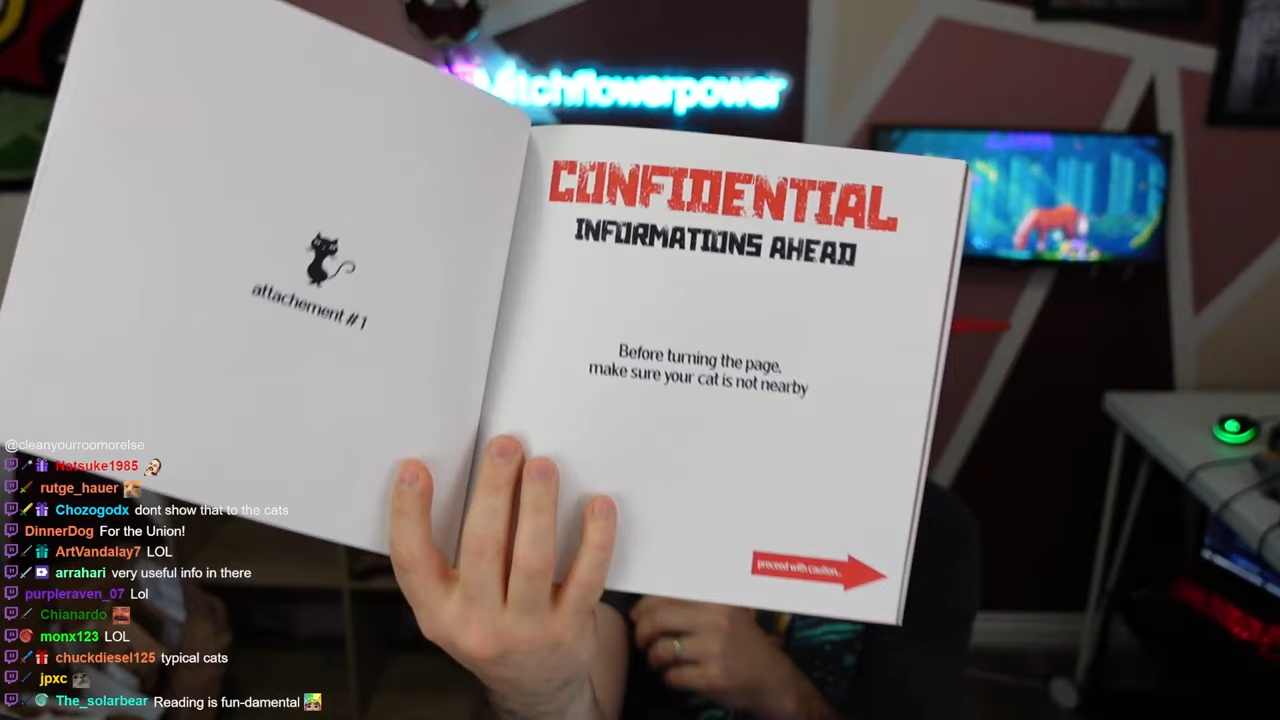 Mitchflowerpower
attachement #1
CONFIDENTIAL
INFORMATIONS AHEAD
Before turning the page,
make sure your cat is not nearby
proceed with caution...
@cleanyourroomorelse
Natsuke1985
rutge_hauer
Chozogodx dont show that to the cats
DinnerDog For the Union!
ArtVandalay7 LOL
arrahari very useful info in there
purpleraven_07 Lol
Chianardo
monx123 LOL
chuckdiesel125 typical cats
jpxc
The_solarbear Reading is fun-damental